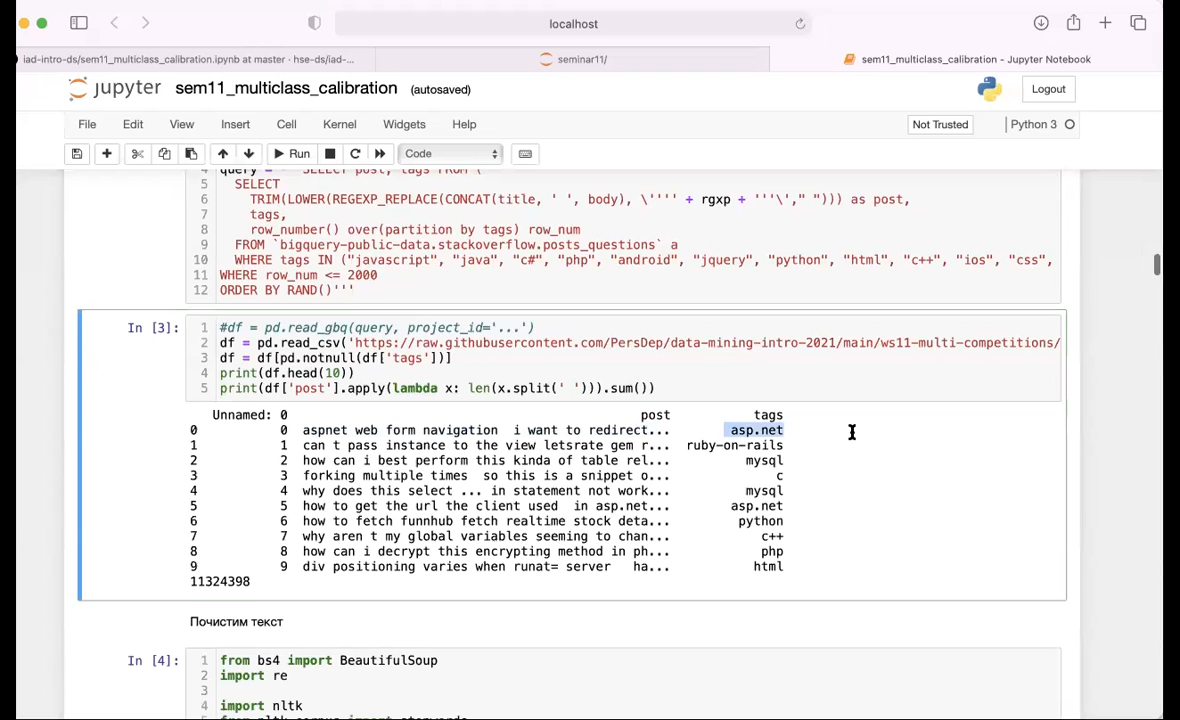 localhost
iad-intro-ds/sem11_multiclass_calibration.ipynb at master · hse-ds/iad-...
seminar11/
sem11_multiclass_calibration - Jupyter Notebook
jupyter sem11_multiclass_calibration (autosaved)
Logout
File Edit View Insert Cell Kernel Widgets Help
Not Trusted
Python 3
Run
Code
4 query = SELECT post, tags FROM (
5 SELECT
6 TRIM(LOWER(REGEXP_REPLACE(CONCAT(title, ' ', body), \'''' + rgxp + '''\'," "))) as post,
7 tags,
8 row_number() over(partition by tags) row_num
9 FROM `bigquery-public-data.stackoverflow.posts_questions` a
10 WHERE tags IN ("javascript", "java", "c#", "php", "android", "jquery", "python", "html", "c++", "ios", "css",
11 WHERE row_num <= 2000
12 ORDER BY RAND()'''
In [3]:
1 #df = pd.read_gbq(query, project_id='...')
2 df = pd.read_csv('https://raw.githubusercontent.com/PersDep/data-mining-intro-2021/main/ws11-multi-competitions/
3 df = df[pd.notnull(df['tags'])]
4 print(df.head(10))
5 print(df['post'].apply(lambda x: len(x.split(' '))).sum())
Unnamed: 0 post tags
0 0 aspnet web form navigation i want to redirect... asp.net
1 1 can t pass instance to the view letsrate gem r... ruby-on-rails
2 2 how can i best perform this kinda of table rel... mysql
3 3 forking multiple times so this is a snippet o... c
4 4 why does this select ... in statement not work... mysql
5 5 how to get the url the client used in asp.net... asp.net
6 6 how to fetch funnhub fetch realtime stock deta... python
7 7 why aren t my global variables seeming to chan... c++
8 8 how can i decrypt this encrypting method in ph... php
9 9 div positioning varies when runat= server ha... html
11324398
Почистим текст
In [4]:
1 from bs4 import BeautifulSoup
2 import re
3
4 import nltk